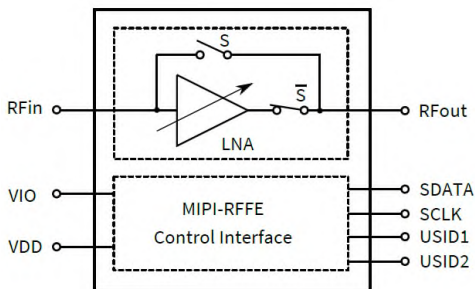 S
S̅
RFin
RFout
LNA
VIO
MIPI-RFFE
SDATA
SCLK
Control Interface
USID1
VDD
USID2